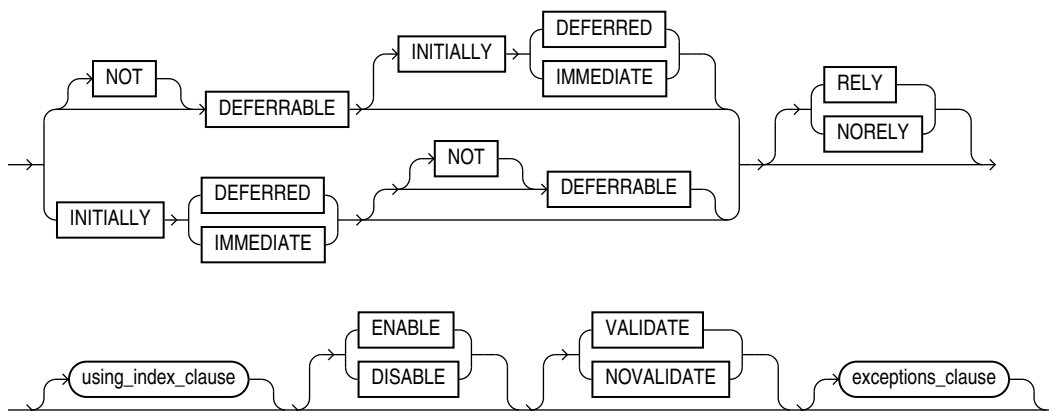 DEFERRED
INITIALLY
IMMEDIATE
NOT
DEFERRABLE
RELY
NORELY
NOT
DEFERRED
DEFERRABLE
INITIALLY
IMMEDIATE
ENABLE
VALIDATE
using_index_clause
DISABLE
NOVALIDATE
exceptions_clause